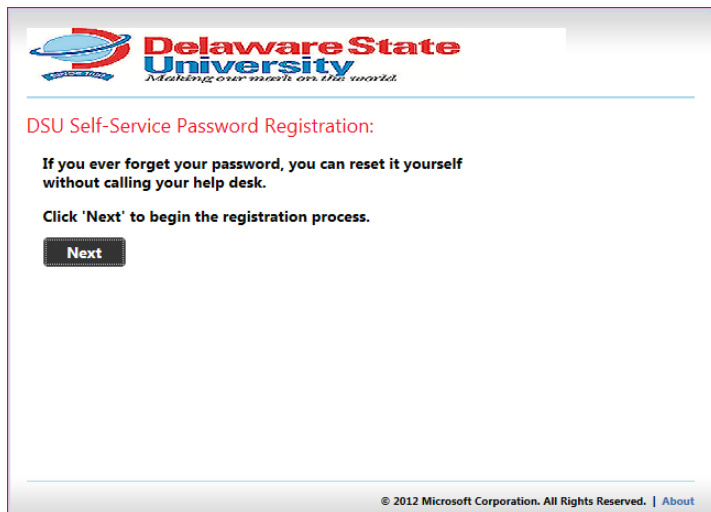 Delaware State
University
Making our mark on the world
DSU Self-Service Password Registration:
If you ever forget your password, you can reset it yourself
without calling your help desk.
Click 'Next' to begin the registration process.
Next
© 2012 Microsoft Corporation. All Rights Reserved. | About